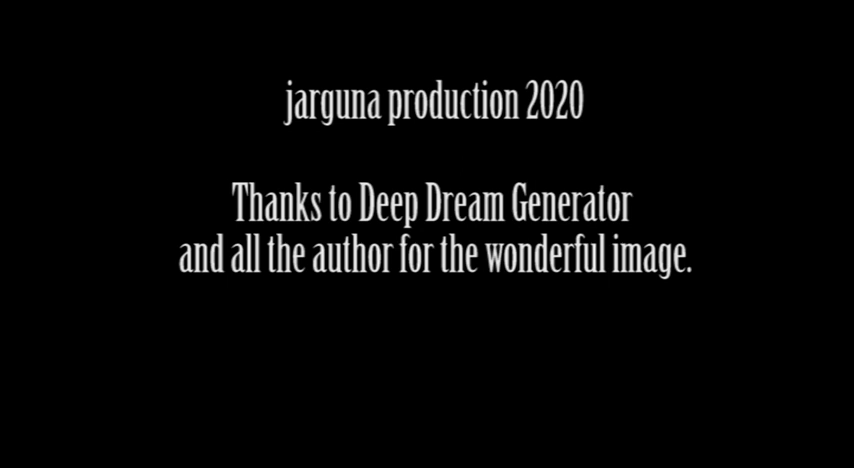 jarguna production 2020
Thanks to Deep Dream Generator
and all the author for the wonderful image.